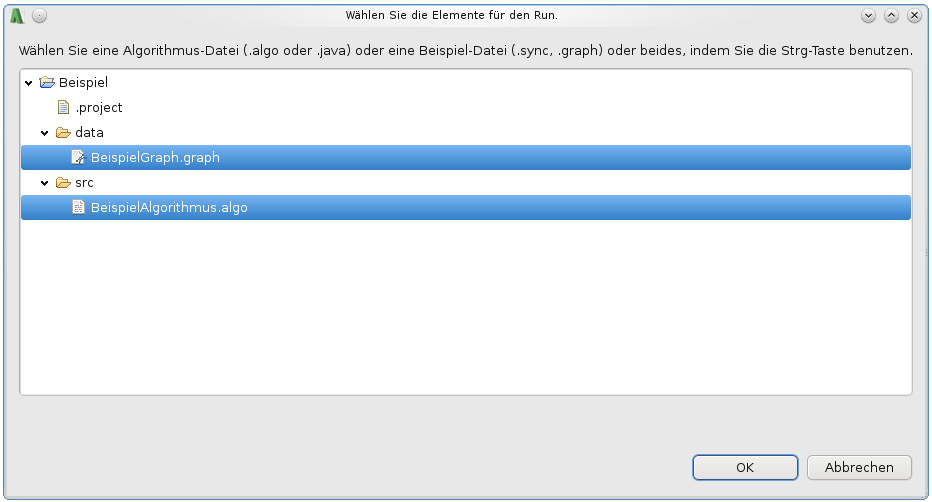 Wählen Sie die Elemente für den Run.
Wählen Sie eine Algorithmus-Datei (.algo oder .java) oder eine Beispiel-Datei (.sync, .graph) oder beides, indem Sie die Strg-Taste benutzen.
Beispiel
.project
data
BeispielGraph.graph
src
BeispielAlgorithmus.algo
OK
Abbrechen